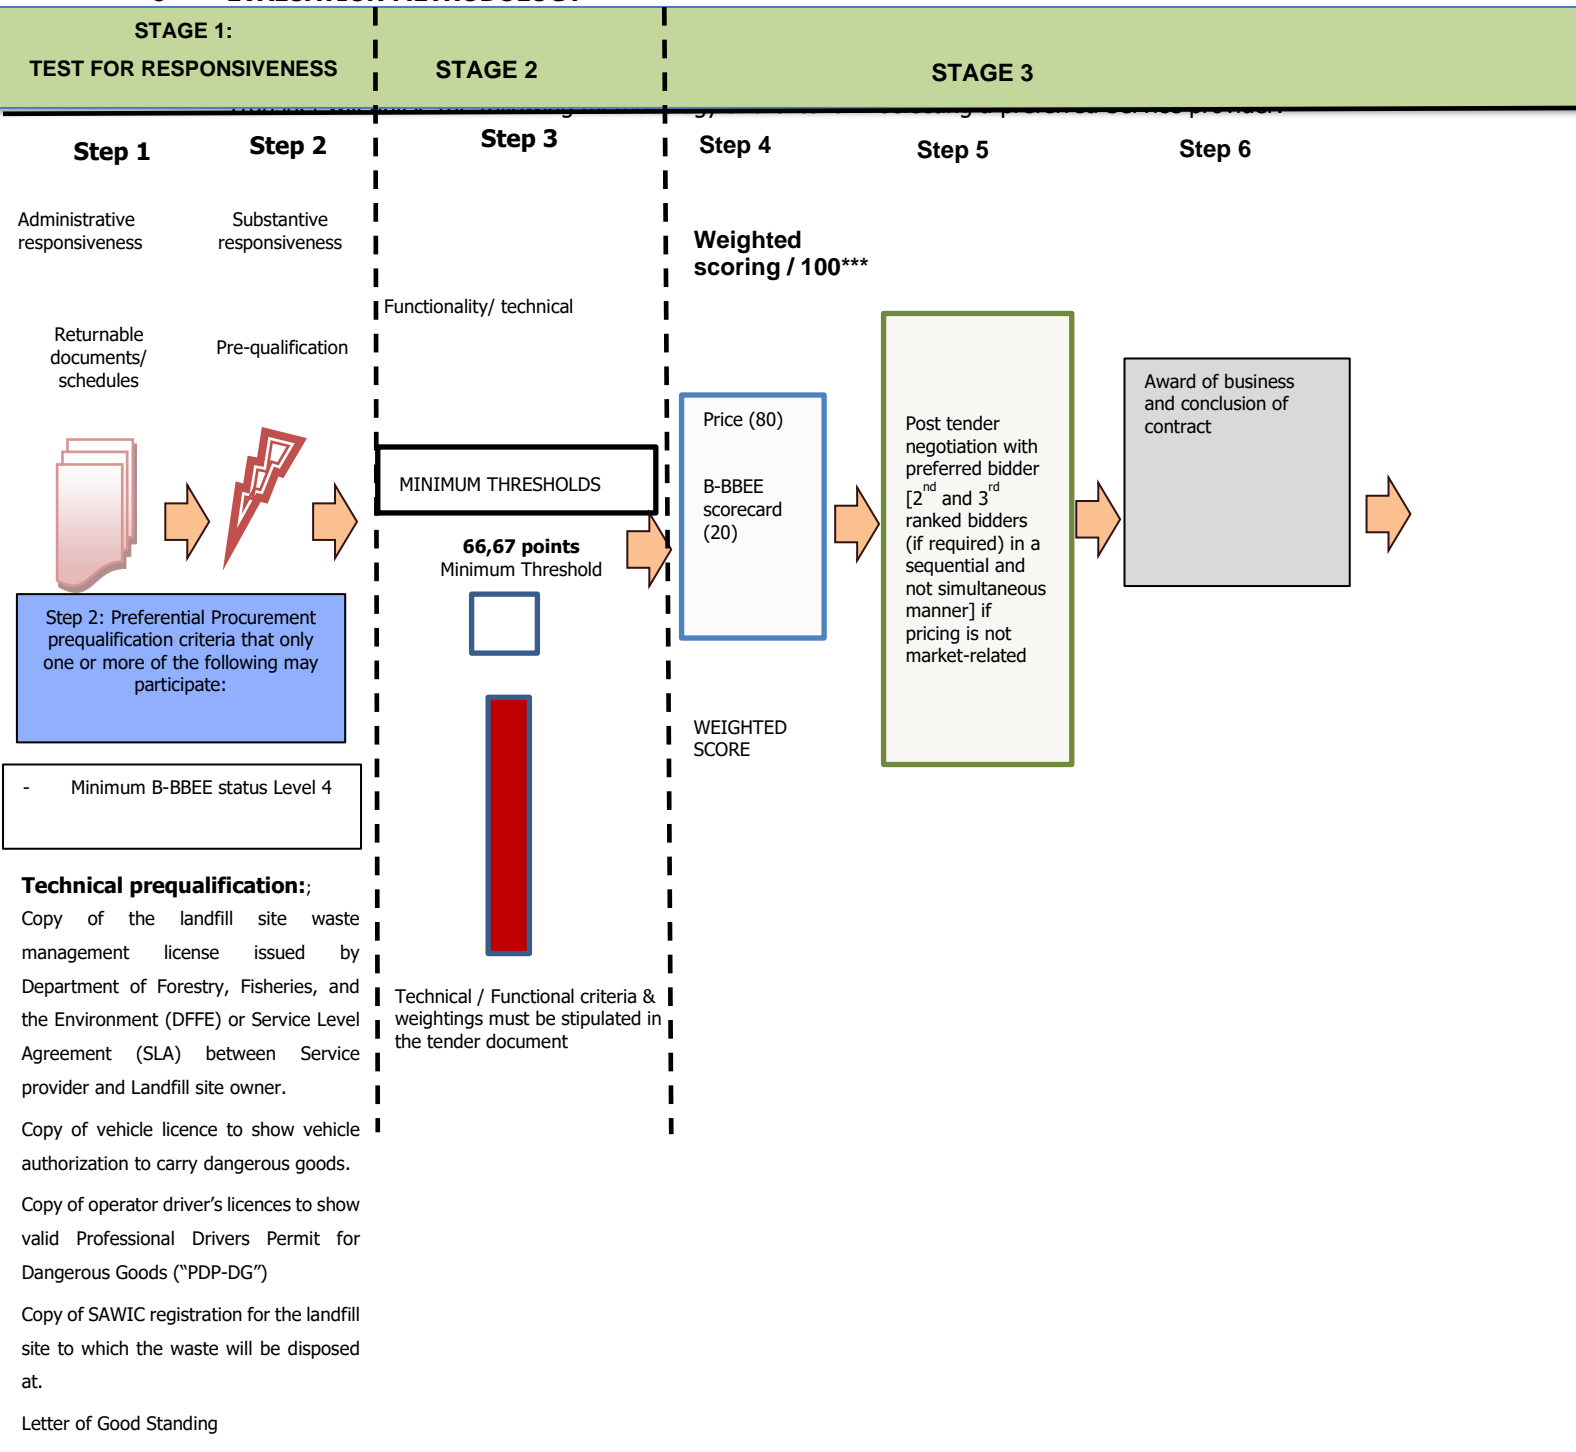 STAGE 1:
TEST FOR RESPONSIVENESS
STAGE 2
STAGE 3
Step 1
Step 2
Step 3
Step 4
Step 5
Step 6
Administrative
responsiveness
Substantive
responsiveness
Returnable
documents/
schedules
Pre-qualification
Functionality/ technical
Weighted
scoring / 100***
MINIMUM THRESHOLDS
66,67 points
Minimum Threshold
Price (80)
B-BBEE
scorecard
(20)
Post tender
negotiation with
preferred bidder
[2nd and 3rd
ranked bidders
(if required) in a
sequential and
not simultaneous
manner] if
pricing is not
market-related
Award of business
and conclusion of
contract
Step 2: Preferential Procurement
prequalification criteria that only
one or more of the following may
participate:
- Minimum B-BBEE status Level 4
WEIGHTED
SCORE
Technical prequalification:;
Copy of the landfill site waste
management license issued by
Department of Forestry, Fisheries, and
the Environment (DFFE) or Service Level
Agreement (SLA) between Service
provider and Landfill site owner.
Copy of vehicle licence to show vehicle
authorization to carry dangerous goods.
Copy of operator driver’s licences to show
valid Professional Drivers Permit for
Dangerous Goods (“PDP-DG”)
Copy of SAWIC registration for the landfill
site to which the waste will be disposed
at.
Letter of Good Standing
Technical / Functional criteria &
weightings must be stipulated in
the tender document